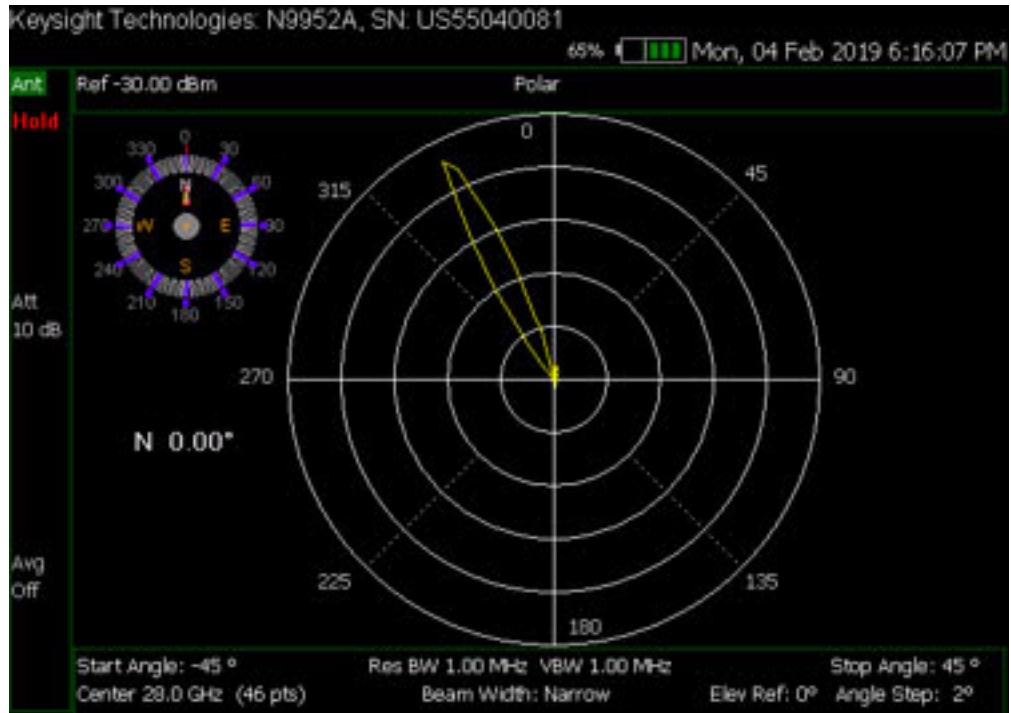 Keysight Technologies: N9952A, SN: US55040081
65% Mon, 04 Feb 2019 6:16:07 PM
Ant Ref -30.00 dBm Polar
Hold
0
330 30
300 N 60
270 W E 90
240 S 120
210 150
180
0
315 45
270 90
225 135
180
Att
10 dB
N 0.00°
Avg
Off
Start Angle: -45 º Res BW 1.00 MHz VBW 1.00 MHz Stop Angle: 45 º
Center 28.0 GHz (46 pts) Beam Width: Narrow Elev Ref: 0º Angle Step: 2º